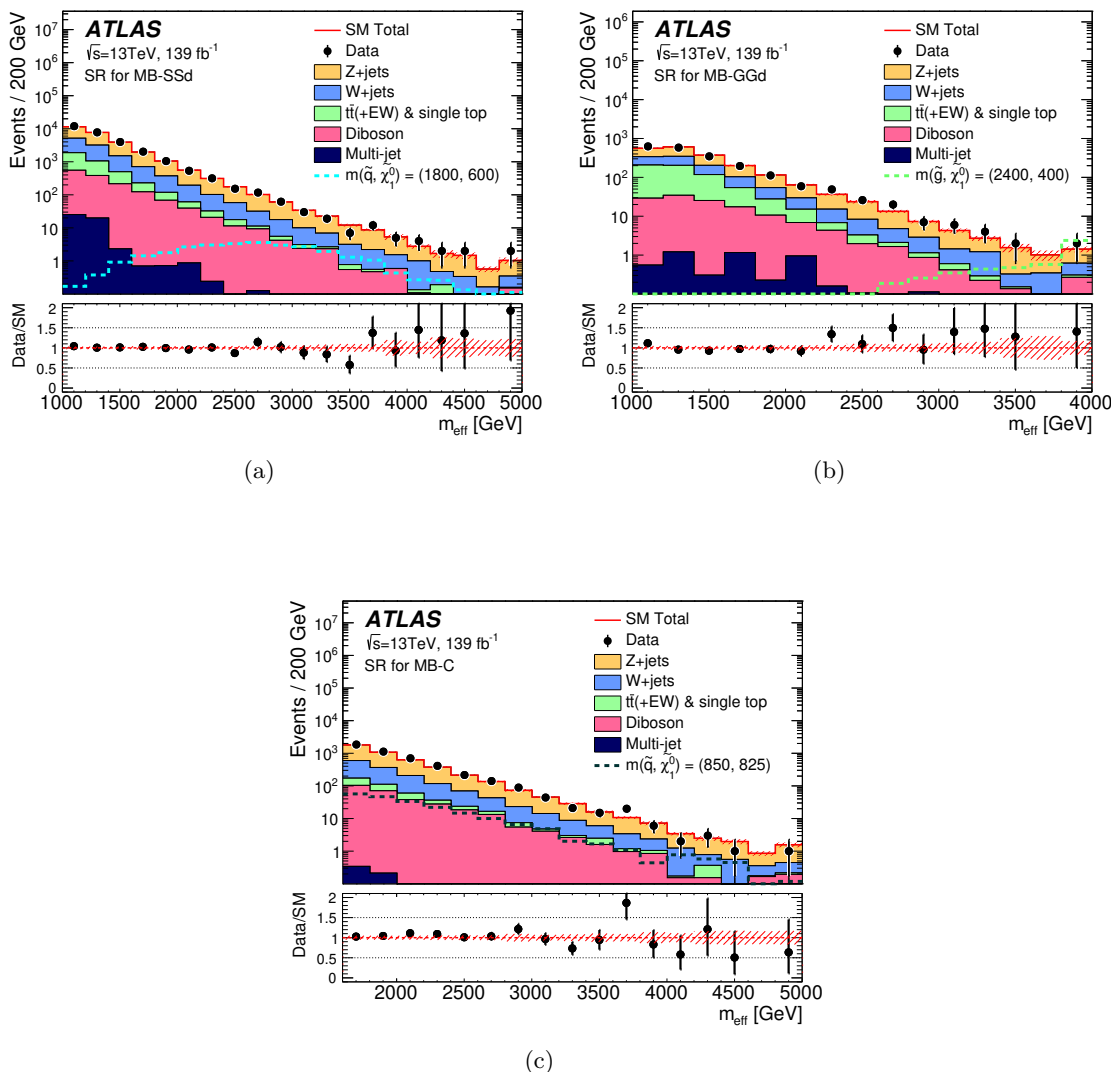 ATLAS
√s=13TeV, 139 fb⁻¹
SR for MB-SSd
SM Total
Data
Z+jets
W+jets
tt̄(+EW) & single top
Diboson
Multi-jet
m(q̃, χ̃₁⁰) = (1800, 600)
Events / 200 GeV
10⁷
10⁶
10⁵
10⁴
10³
10²
10
1
Data/SM
2
1.5
1
0.5
0
1000 1500 2000 2500 3000 3500 4000 4500 5000
m_eff [GeV]
(a)
ATLAS
√s=13TeV, 139 fb⁻¹
SR for MB-GGd
SM Total
Data
Z+jets
W+jets
tt̄(+EW) & single top
Diboson
Multi-jet
m(g̃, χ̃₁⁰) = (2400, 400)
Events / 200 GeV
10⁶
10⁵
10⁴
10³
10²
10
1
Data/SM
2
1.5
1
0.5
0
1000 1500 2000 2500 3000 3500 4000
m_eff [GeV]
(b)
ATLAS
√s=13TeV, 139 fb⁻¹
SR for MB-C
SM Total
Data
Z+jets
W+jets
tt̄(+EW) & single top
Diboson
Multi-jet
m(q̃, χ̃₁⁰) = (850, 825)
Events / 200 GeV
10⁷
10⁶
10⁵
10⁴
10³
10²
10
1
Data/SM
2
1.5
1
0.5
0
2000 2500 3000 3500 4000 4500 5000
m_eff [GeV]
(c)